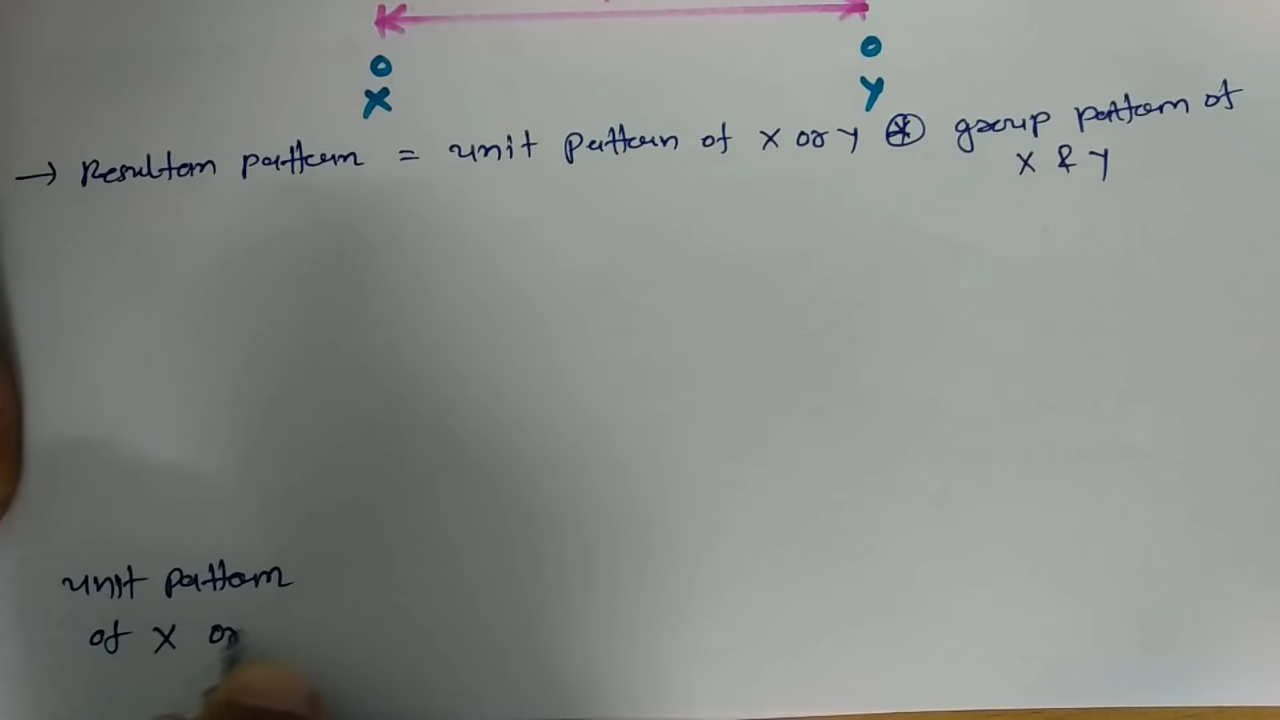 o o
x y
→ Resultant pattern = unit pattern of x or y ⊛ group pattern of
x & y
unit pattern
of x or